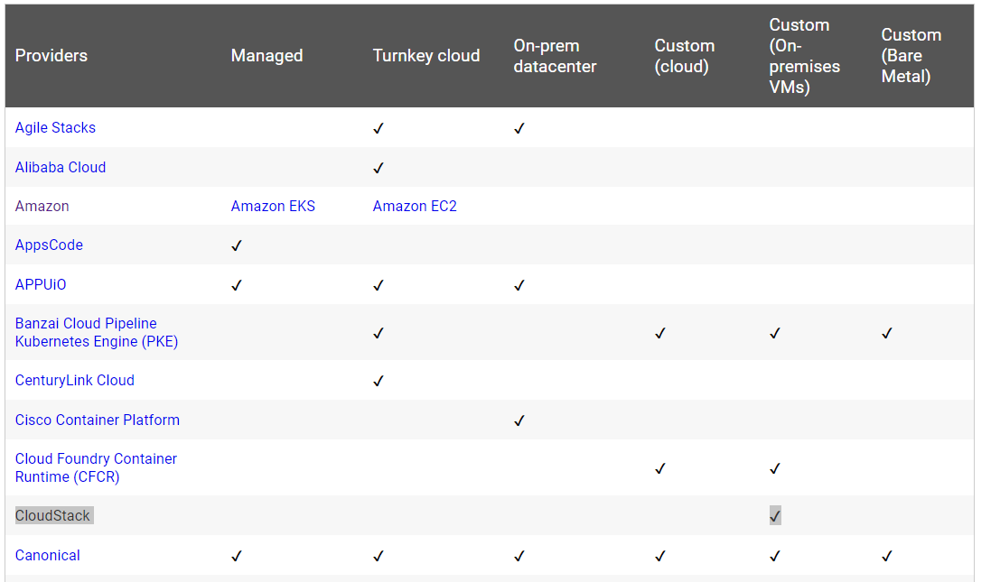 Providers Managed Turnkey cloud On-prem datacenter Custom (cloud) Custom (On-premises VMs) Custom (Bare Metal)
Agile Stacks ✓ ✓
Alibaba Cloud ✓
Amazon Amazon EKS Amazon EC2
AppsCode ✓
APPUiO ✓ ✓ ✓
Banzai Cloud Pipeline
Kubernetes Engine (PKE) ✓ ✓ ✓ ✓
CenturyLink Cloud ✓
Cisco Container Platform ✓
Cloud Foundry Container
Runtime (CFCR) ✓ ✓
CloudStack ✓
Canonical ✓ ✓ ✓ ✓ ✓ ✓